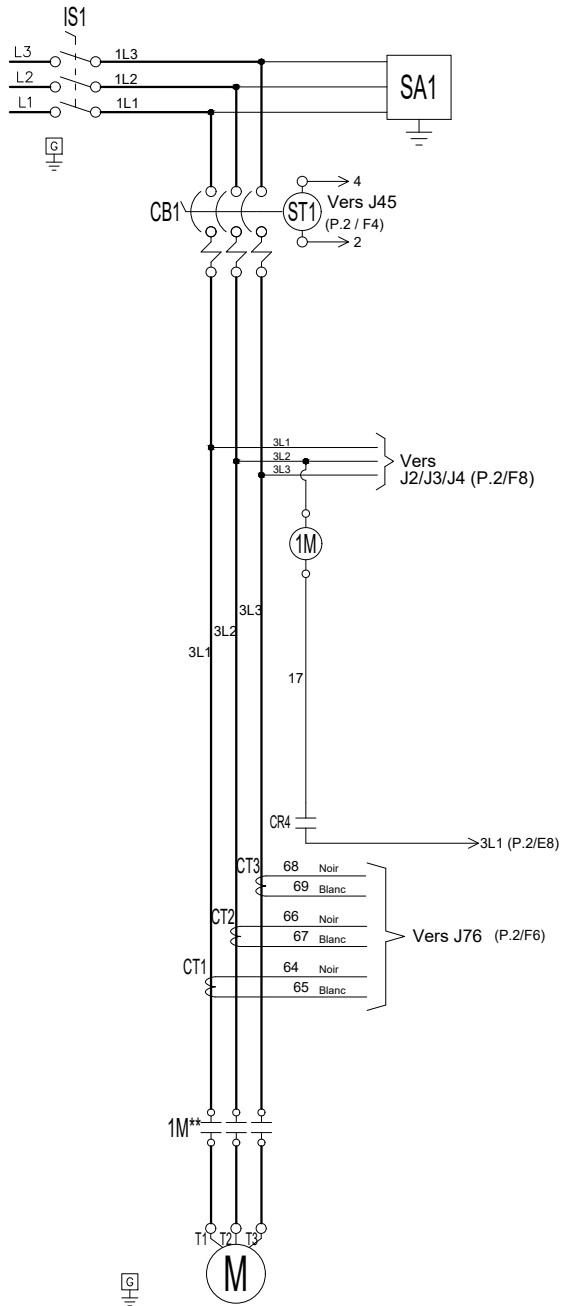 IS1
L3 1L3
L2 1L2
L1 1L1
SA1
G
4
CB1 ST1 Vers J45
(P.2 / F4)
2
3L1
3L2
3L3
Vers
J2/J3/J4 (P.2/F8)
1M
3L3
3L2
3L1
17
CR4
3L1 (P.2/E8)
CT3 68 Noir
69 Blanc
CT2 66 Noir
67 Blanc
Vers J76 (P.2/F6)
CT1 64 Noir
65 Blanc
1M**
T1 T2 T3
M
G